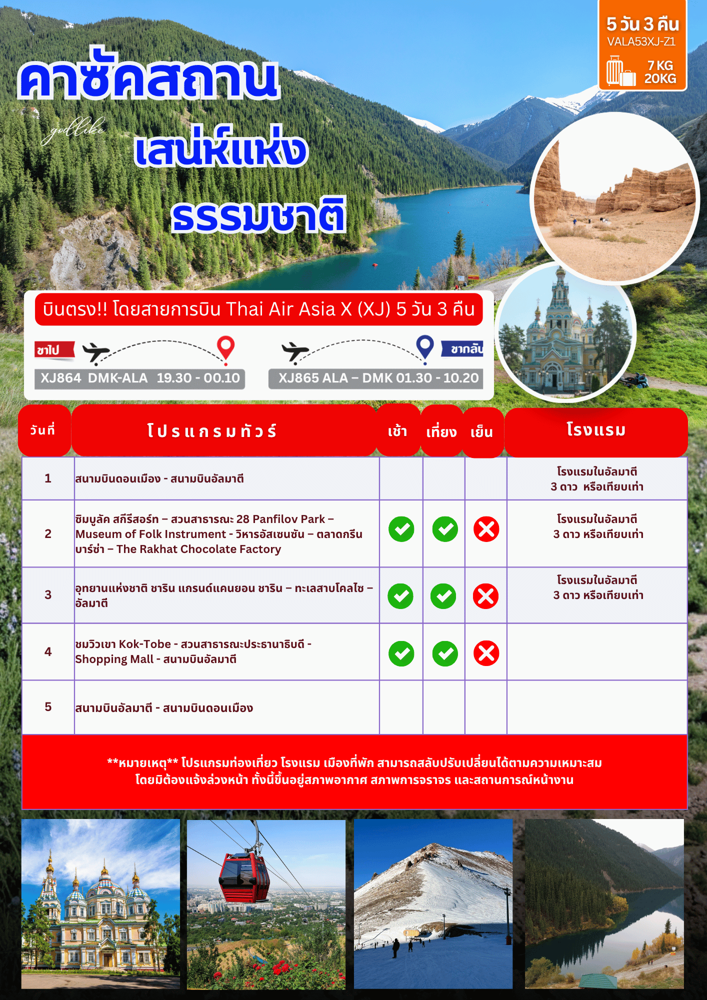 5 วัน 3 คืน
VALA53XJ-Z1
7 KG
20KG
คาซัคสถาน
godlike
เสน่ห์แห่ง
ธรรมชาติ
บินตรง!! โดยสายการบิน Thai Air Asia X (XJ) 5 วัน 3 คืน
ขาไป
ขากลับ
XJ864 DMK-ALA 19.30 - 00.10
XJ865 ALA – DMK 01.30 - 10.20
วันที่ โปรแกรมทัวร์ เช้า เที่ยง เย็น โรงแรม
1 สนามบินดอนเมือง - สนามบินอัลมาตี
โรงแรมในอัลมาตี
3 ดาว หรือเทียบเท่า
2
ซิมบูลัค สกีรีสอร์ท – สวนสาธารณะ 28 Panfilov Park –
Museum of Folk Instrument - วิหารอัสเซนชัน – ตลาดกรีน
บาร์ซ่า – The Rakhat Chocolate Factory
โรงแรมในอัลมาตี
3 ดาว หรือเทียบเท่า
3
อุทยานแห่งชาติ ชาริน แกรนด์แคนยอน ชาริน – ทะเลสาบโคลไซ –
อัลมาตี
โรงแรมในอัลมาตี
3 ดาว หรือเทียบเท่า
4
ชมวิวเขา Kok-Tobe - สวนสาธารณะประธานาธิบดี -
Shopping Mall - สนามบินอัลมาตี
5 สนามบินอัลมาตี - สนามบินดอนเมือง
**หมายเหตุ** โปรแกรมท่องเที่ยว โรงแรม เมืองที่พัก สามารถสลับปรับเปลี่ยนได้ตามความเหมาะสม
โดยมิต้องแจ้งล่วงหน้า ทั้งนี้ขึ้นอยู่สภาพอากาศ สภาพการจราจร และสถานการณ์หน้างาน